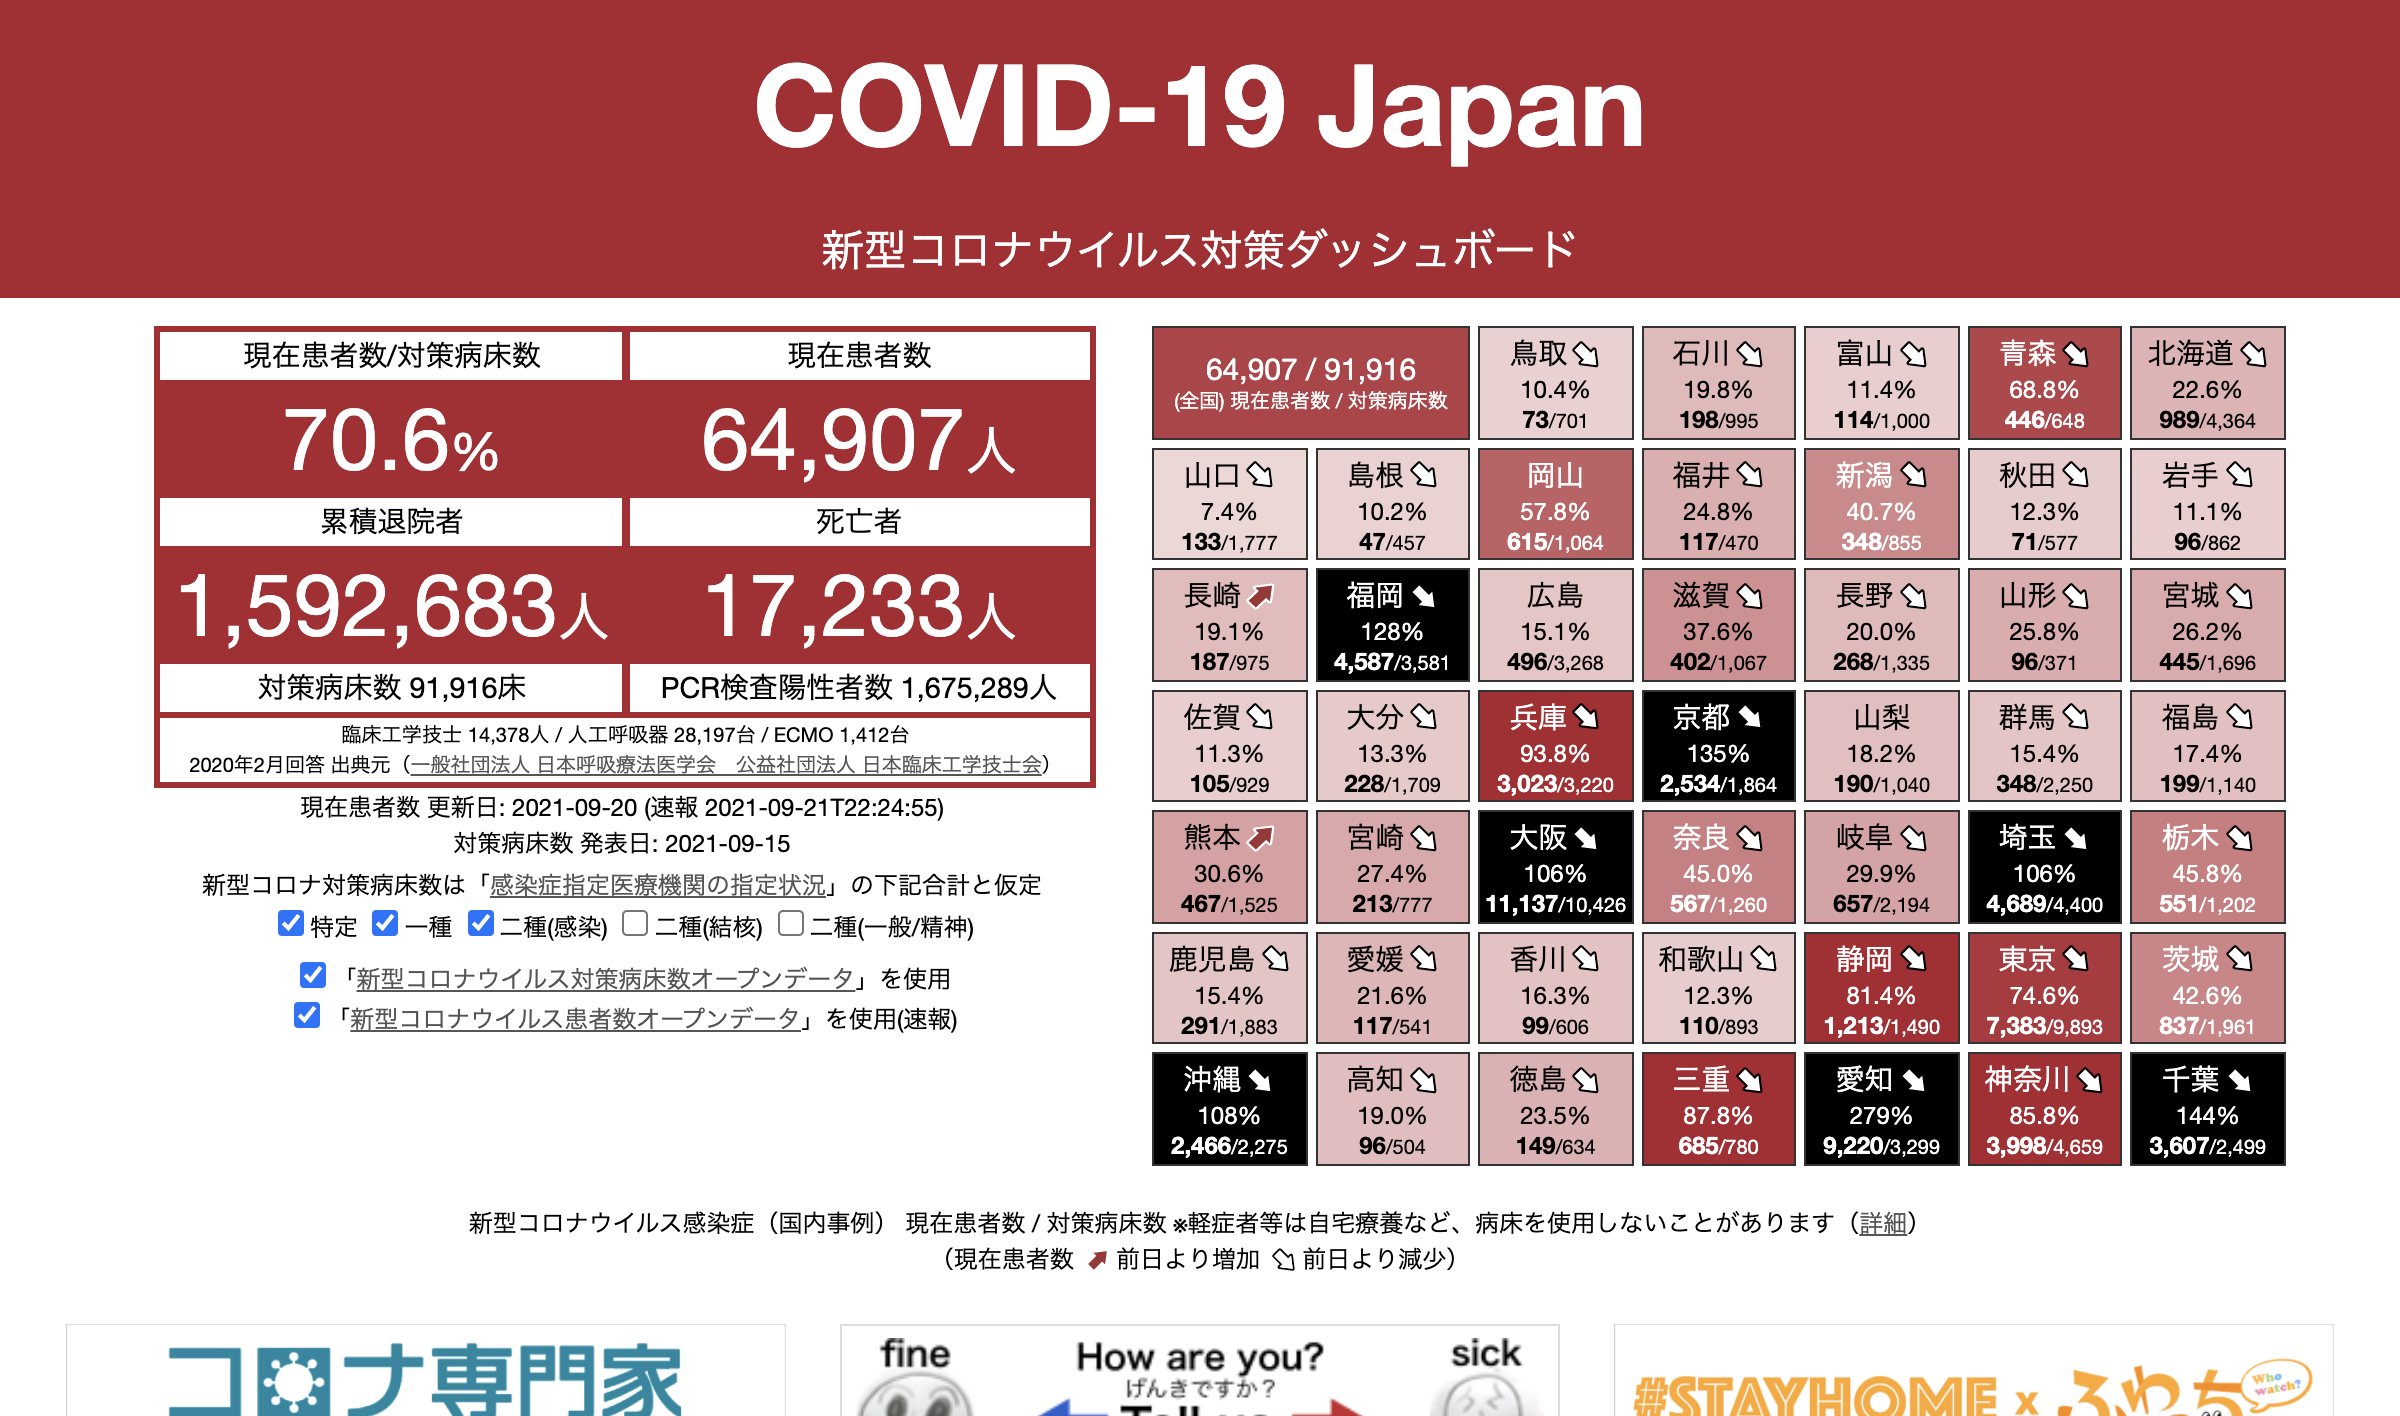 COVID-19 Japan
新型コロナウイルス対策ダッシュボード
現在患者数/対策病床数
現在患者数
70.6%
64,907人
累積退院者
死亡者
1,592,683人
17,233人
対策病床数 91,916床
PCR検査陽性者数 1,675,289人
臨床工学技士 14,378人 / 人工呼吸器 28,197台 / ECMO 1,412台
2020年2月回答 出典元（一般社団法人 日本呼吸療法医学会　公益社団法人 日本臨床工学技士会）
現在患者数 更新日: 2021-09-20 (速報 2021-09-21T22:24:55)
対策病床数 発表日: 2021-09-15
新型コロナ対策病床数は「感染症指定医療機関の指定状況」の下記合計と仮定
特定 一種 二種(感染) 二種(結核) 二種(一般/精神)
「新型コロナウイルス対策病床数オープンデータ」を使用
「新型コロナウイルス患者数オープンデータ」を使用(速報)
64,907 / 91,916
(全国) 現在患者数 / 対策病床数
鳥取
10.4%
73/701
石川
19.8%
198/995
富山
11.4%
114/1,000
青森
68.8%
446/648
北海道
22.6%
989/4,364
山口
7.4%
133/1,777
島根
10.2%
47/457
岡山
57.8%
615/1,064
福井
24.8%
117/470
新潟
40.7%
348/855
秋田
12.3%
71/577
岩手
11.1%
96/862
長崎
19.1%
187/975
福岡
128%
4,587/3,581
広島
15.1%
496/3,268
滋賀
37.6%
402/1,067
長野
20.0%
268/1,335
山形
25.8%
96/371
宮城
26.2%
445/1,696
佐賀
11.3%
105/929
大分
13.3%
228/1,709
兵庫
93.8%
3,023/3,220
京都
135%
2,534/1,864
山梨
18.2%
190/1,040
群馬
15.4%
348/2,250
福島
17.4%
199/1,140
熊本
30.6%
467/1,525
宮崎
27.4%
213/777
大阪
106%
11,137/10,426
奈良
45.0%
567/1,260
岐阜
29.9%
657/2,194
埼玉
106%
4,689/4,400
栃木
45.8%
551/1,202
鹿児島
15.4%
291/1,883
愛媛
21.6%
117/541
香川
16.3%
99/606
和歌山
12.3%
110/893
静岡
81.4%
1,213/1,490
東京
74.6%
7,383/9,893
茨城
42.6%
837/1,961
沖縄
108%
2,466/2,275
高知
19.0%
96/504
徳島
23.5%
149/634
三重
87.8%
685/780
愛知
279%
9,220/3,299
神奈川
85.8%
3,998/4,659
千葉
144%
3,607/2,499
新型コロナウイルス感染症（国内事例） 現在患者数 / 対策病床数 ※軽症者等は自宅療養など、病床を使用しないことがあります（詳細）
（現在患者数 前日より増加 前日より減少）
コロナ専門家
fine
How are you?
sick
げんきですか？
Tell us
#STAYHOME x ふわっち
Who watch?